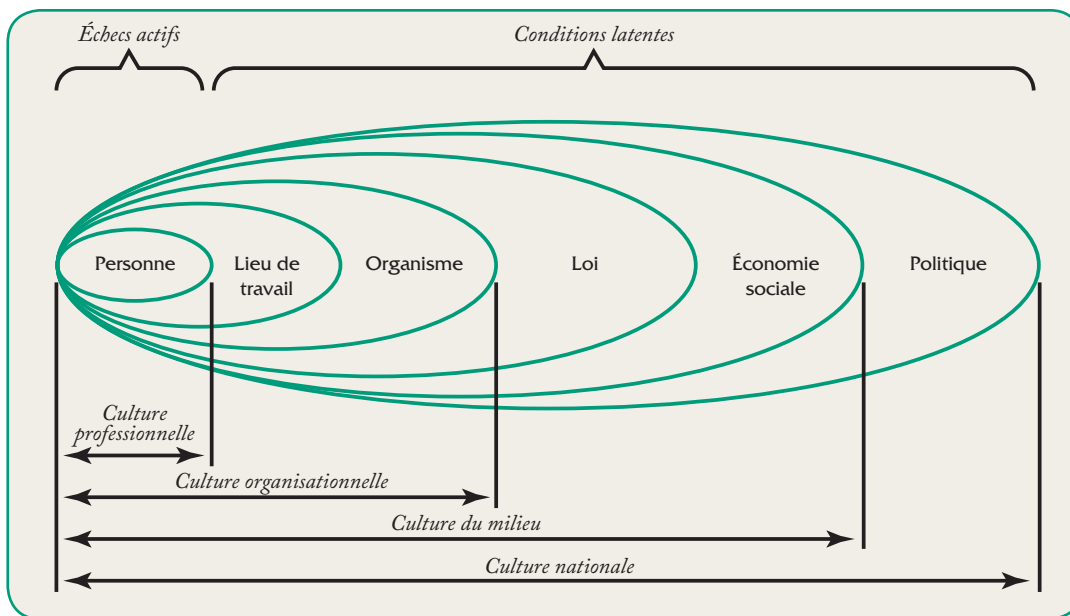 Échecs actifs
Conditions latentes
Personne
Lieu de
travail
Organisme
Loi
Économie
sociale
Politique
Culture
professionnelle
Culture organisationnelle
Culture du milieu
Culture nationale